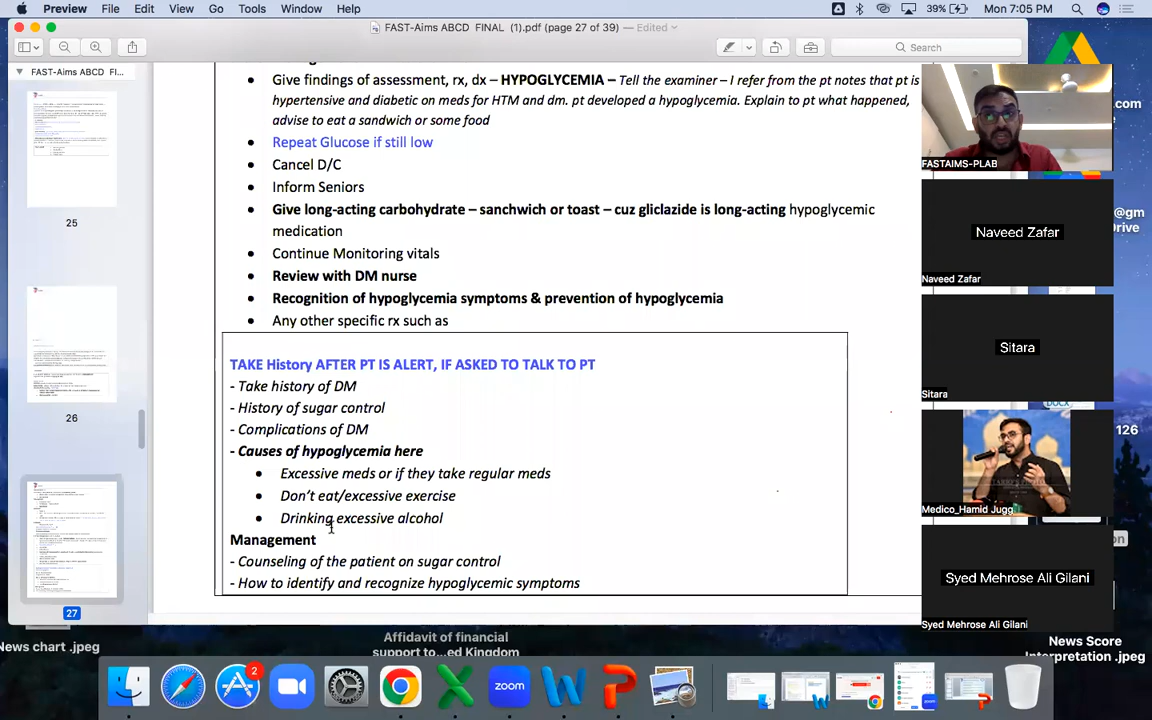 Preview File Edit View Go Tools Window Help
39% Mon 7:05 PM
FAST-Aims ABCD FINAL (1).pdf (page 27 of 39) — Edited
Search
FAST-Aims ABCD FI...
25
26
27
• Give findings of assessment, rx, dx – HYPOGLYCEMIA – Tell the examiner – I refer from the pt notes that pt is
hypertensive and diabetic on meds for HTM and dm. pt developed a hypoglycemia. Explain to pt what happened,
advise to eat a sandwich or some food
• Repeat Glucose if still low
• Cancel D/C
• Inform Seniors
• Give long-acting carbohydrate – sanchwich or toast – cuz gliclazide is long-acting hypoglycemic
medication
• Continue Monitoring vitals
• Review with DM nurse
• Recognition of hypoglycemia symptoms & prevention of hypoglycemia
• Any other specific rx such as
TAKE History AFTER PT IS ALERT, IF ASKED TO TALK TO PT
- Take history of DM
- History of sugar control
- Complications of DM
- Causes of hypoglycemia here
• Excessive meds or if they take regular meds
• Don't eat/excessive exercise
• Drinking excessive alcohol
Management
- Counseling of the patient on sugar control
- How to identify and recognize hypoglycemic symptoms
FASTAIMS-PLAB
Naveed Zafar
Naveed Zafar
Sitara
Sitara
Medico_Hamid Jugg
Syed Mehrose Ali Gilani
Syed Mehrose Ali Gilani
.com
@gm
Drive
DOCX
126
on
News chart .jpeg
Affidavit of financial
support to...ed Kingdom
News Score
Interpretation .jpeg
2
zoom